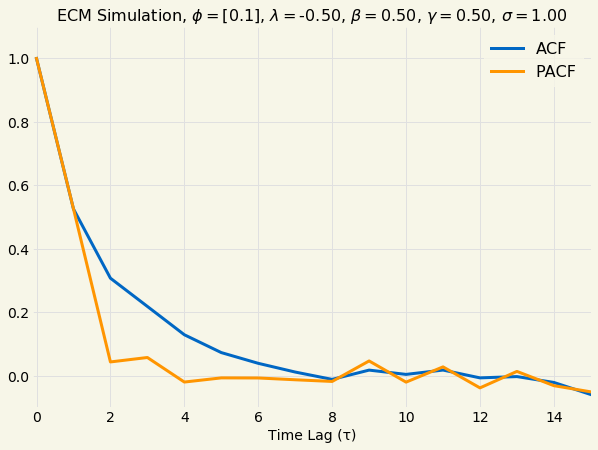 ECM Simulation, ϕ = [0.1], λ = -0.50, β = 0.50, γ = 0.50, σ = 1.00
ACF
PACF
1.0
0.8
0.6
0.4
0.2
0.0
0 2 4 6 8 10 12 14
Time Lag (τ)